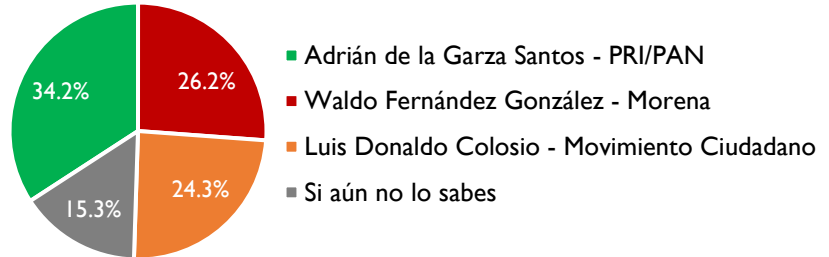 34.2%
26.2%
24.3%
15.3%
Adrián de la Garza Santos - PRI/PAN
Waldo Fernández González - Morena
Luis Donaldo Colosio - Movimiento Ciudadano
Si aún no lo sabes